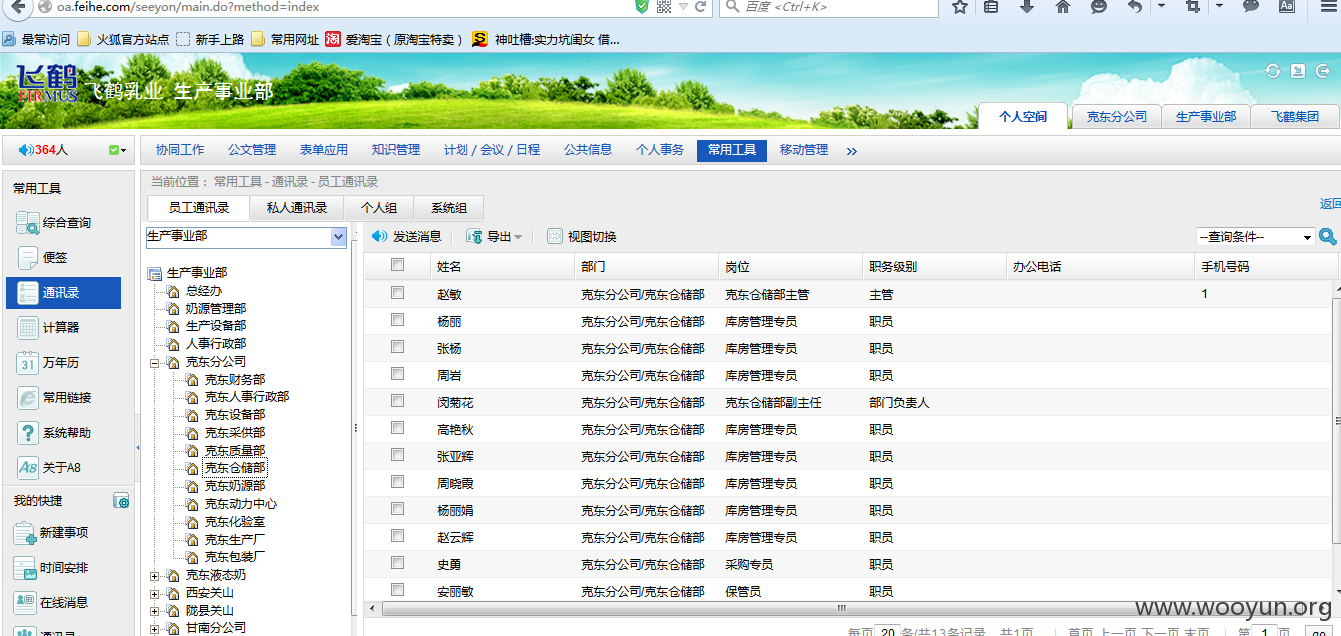 oa.feihe.com/seeyon/main.do?method=index
百度 <Ctrl+K>
最常访问 火狐官方站点 新手上路 常用网址 爱淘宝（原淘宝特卖） 神吐槽:实力坑闺女 借...
飞鹤
FIRMUS
飞鹤乳业 生产事业部
个人空间 克东分公司 生产事业部 飞鹤集团
364人
协同工作 公文管理 表单应用 知识管理 计划 / 会议 / 日程 公共信息 个人事务 常用工具 移动管理 »
常用工具
综合查询
便签
通讯录
计算器
31 万年历
常用链接
系统帮助
A8 关于A8
我的快捷
新建事项
时间安排
在线消息
通讯录
当前位置： 常用工具 - 通讯录 - 员工通讯录
员工通讯录 私人通讯录 个人组 系统组
返回
生产事业部
生产事业部
总经办
奶源管理部
生产设备部
人事行政部
克东分公司
克东财务部
克东人事行政部
克东设备部
克东采供部
克东质量部
克东仓储部
克东奶源部
克东动力中心
克东化验室
克东生产厂
克东包装厂
克东液态奶
西安关山
陇县关山
甘南分公司
发送消息 导出 视图切换 --查询条件--
姓名 部门 岗位 职务级别 办公电话 手机号码
赵敏 克东分公司/克东仓储部 克东仓储部主管 主管 1
杨丽 克东分公司/克东仓储部 库房管理专员 职员
张杨 克东分公司/克东仓储部 库房管理专员 职员
周岩 克东分公司/克东仓储部 库房管理专员 职员
闵菊花 克东分公司/克东仓储部 克东仓储部副主任 部门负责人
高艳秋 克东分公司/克东仓储部 库房管理专员 职员
张亚辉 克东分公司/克东仓储部 库房管理专员 职员
周晓霞 克东分公司/克东仓储部 库房管理专员 职员
杨丽娟 克东分公司/克东仓储部 库房管理专员 职员
赵云辉 克东分公司/克东仓储部 库房管理专员 职员
史勇 克东分公司/克东仓储部 采购专员 职员
安丽敏 克东分公司/克东仓储部 保管员 职员
www.wooyun.org
每页 20 条/共13条记录 共1页 首页 上一页 下一页 末页 第 1 页 go